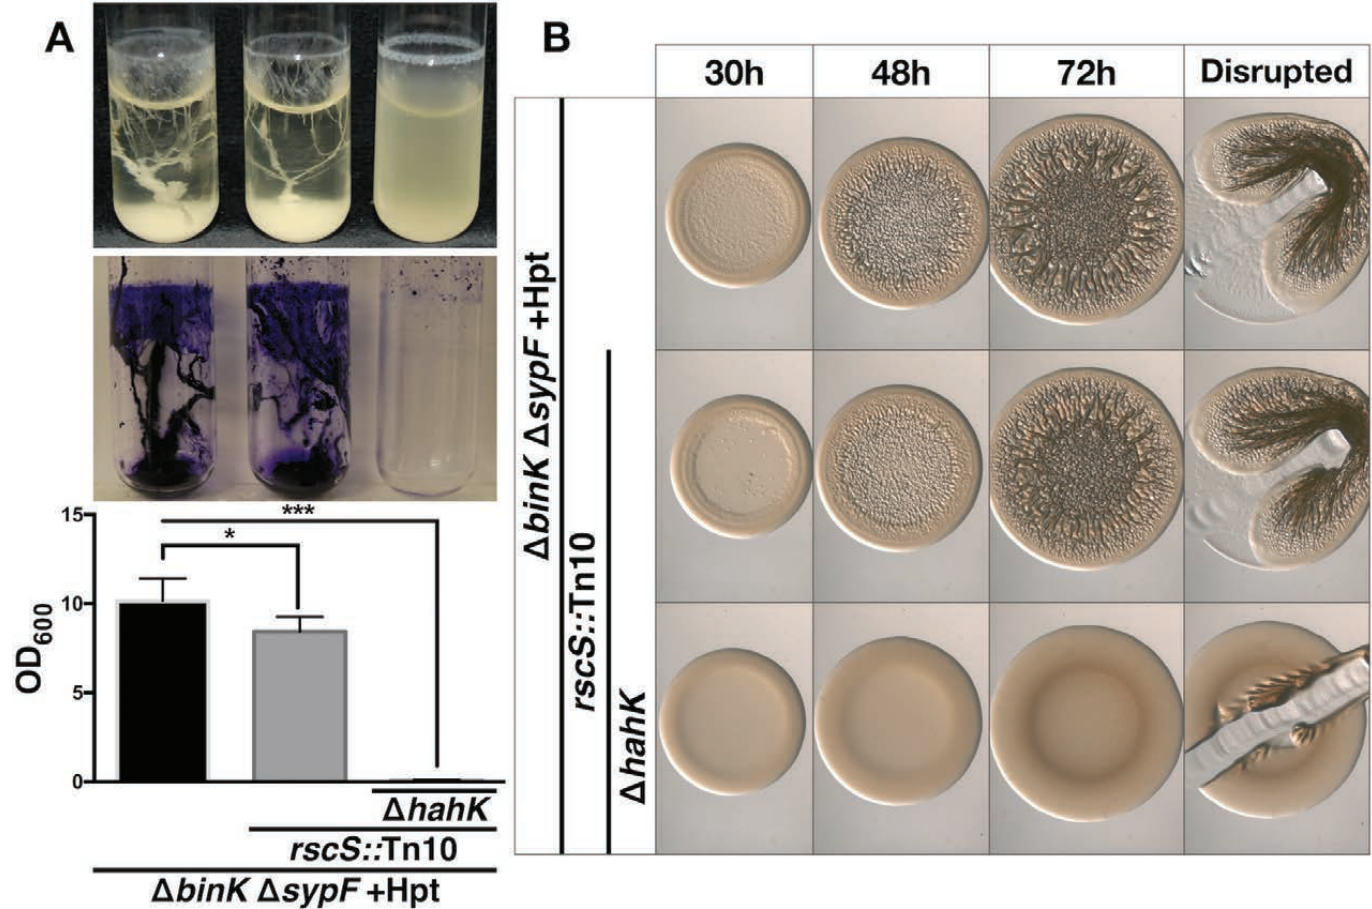 A
B
30h
48h
72h
Disrupted
ΔbinK ΔsypF +Hpt
rscS::Tn10
ΔhahK
15
10
5
0
OD600
***
*
ΔhahK
rscS::Tn10
ΔbinK ΔsypF +Hpt